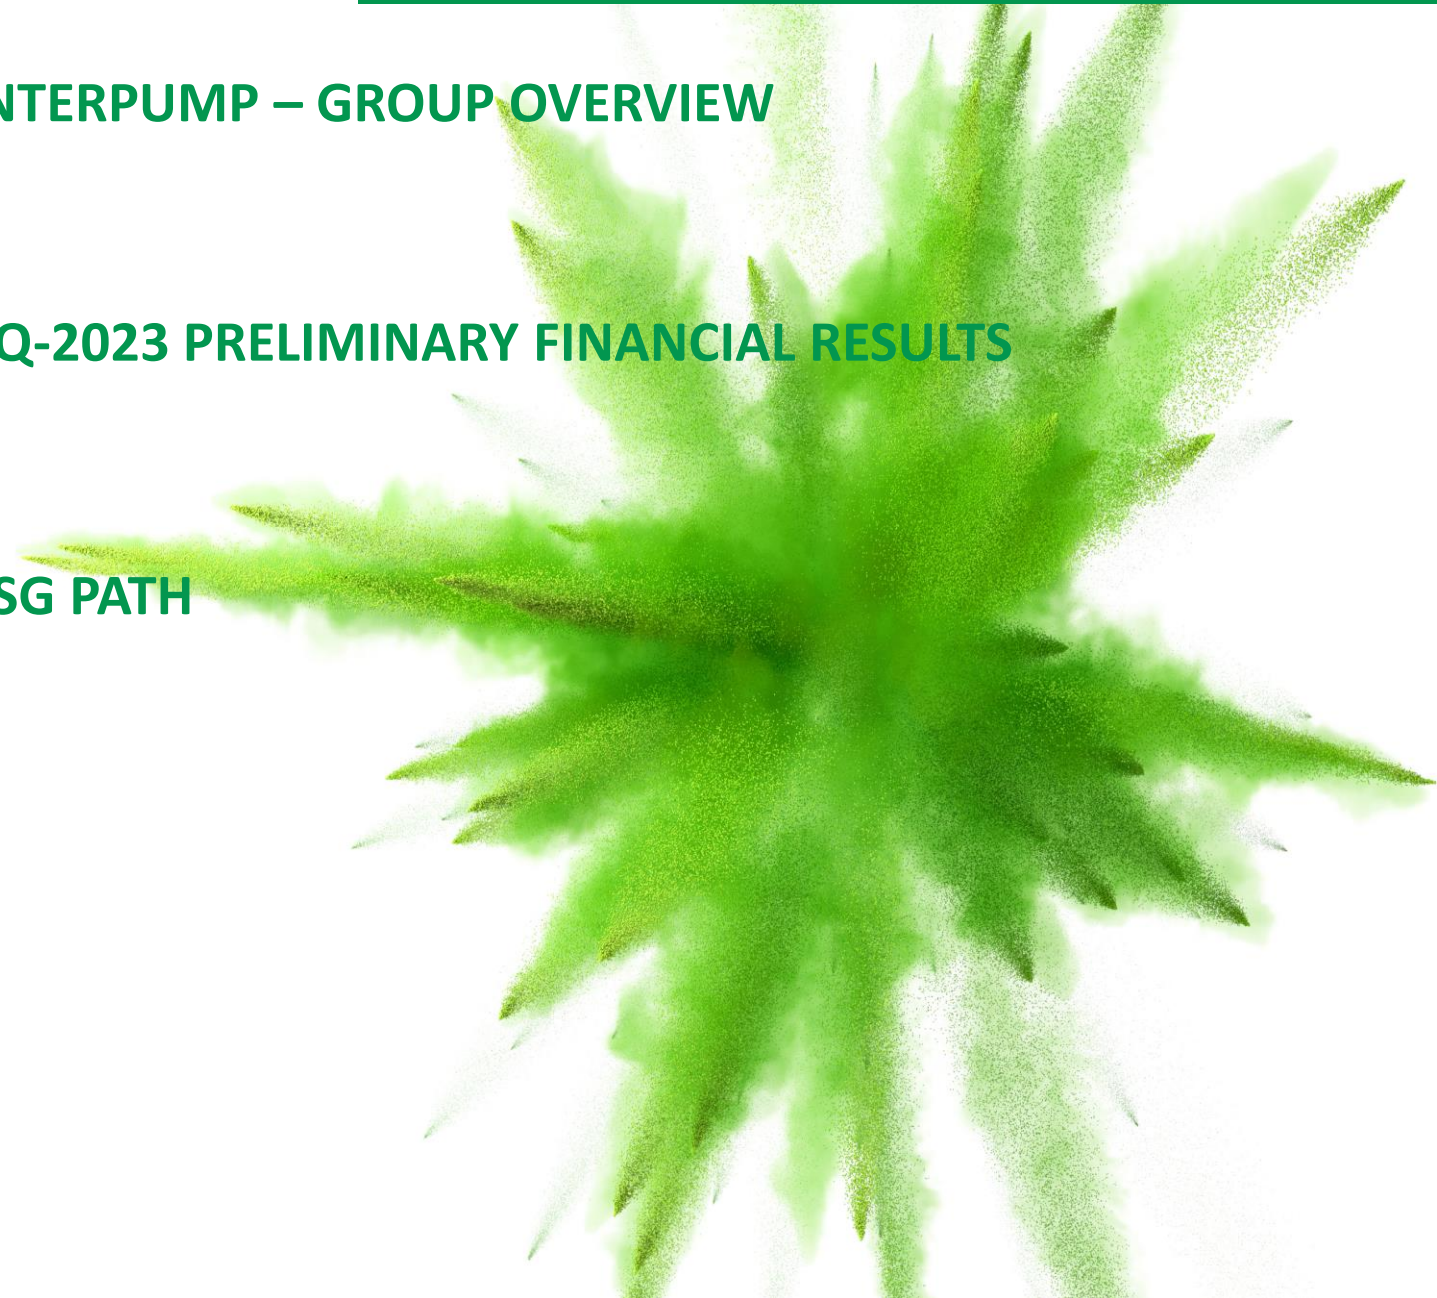 NTERPUMP – GROUP OVERVIEW
Q-2023 PRELIMINARY FINANCIAL RESULTS
SG PATH